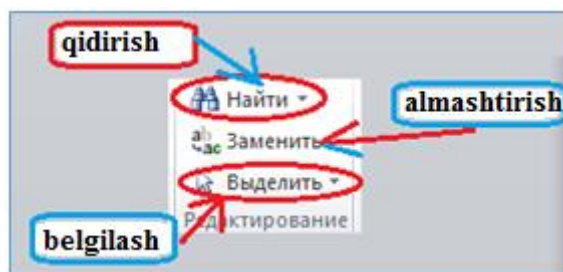 qidirish
Найти
almashtirish
Заменить
Выделить
Редактирование
belgilash